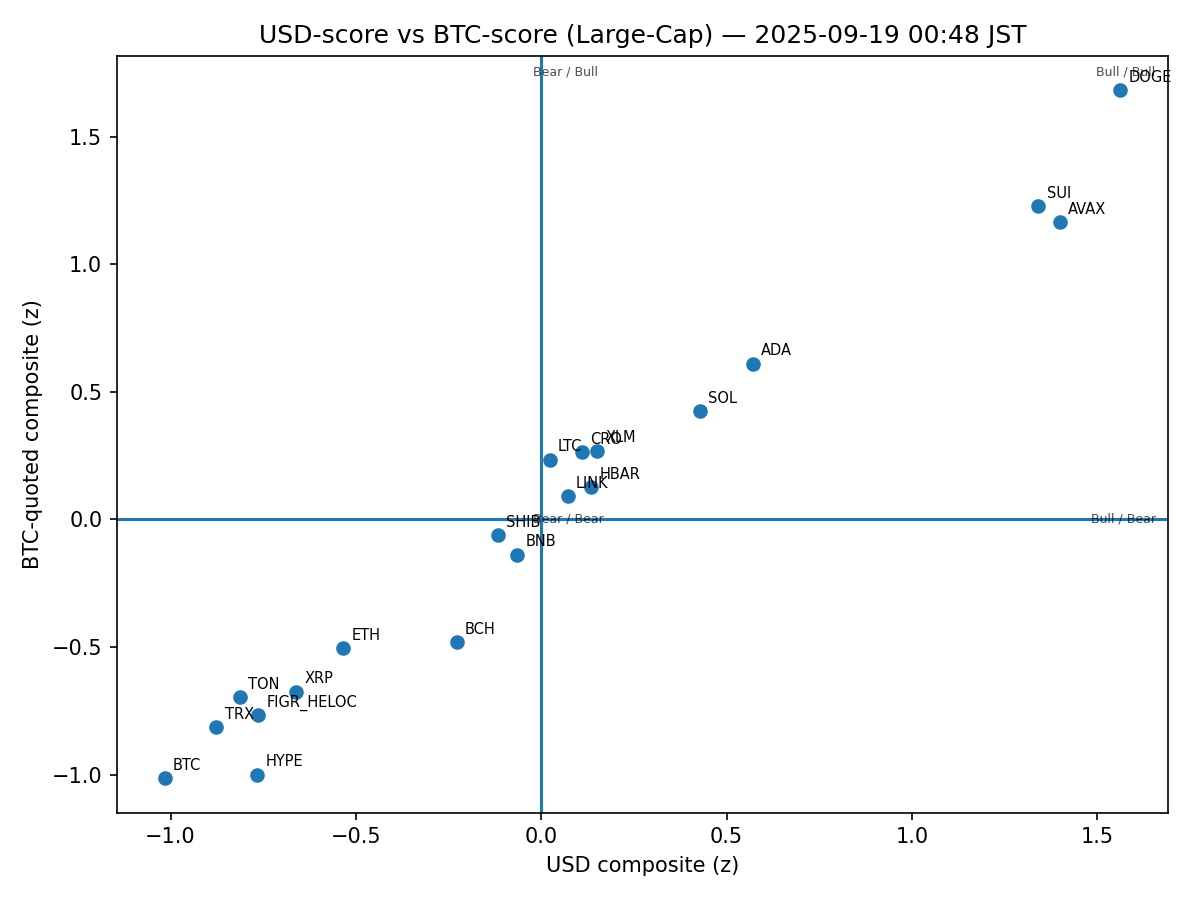 USD-score vs BTC-score (Large-Cap) — 2025-09-19 00:48 JST
Bear / Bull
Bull / Bull
DOGE
1.5
SUI
AVAX
1.0
ADA
0.5
SOL
LTC
CRO
XLM
HBAR
LINK
0.0
SHIB
Bear / Bear
Bull / Bear
BNB
BCH
ETH
−0.5
XRP
TON
FIGR_HELOC
TRX
HYPE
BTC
−1.0
−1.0
−0.5
0.0
0.5
1.0
1.5
USD composite (z)
BTC-quoted composite (z)